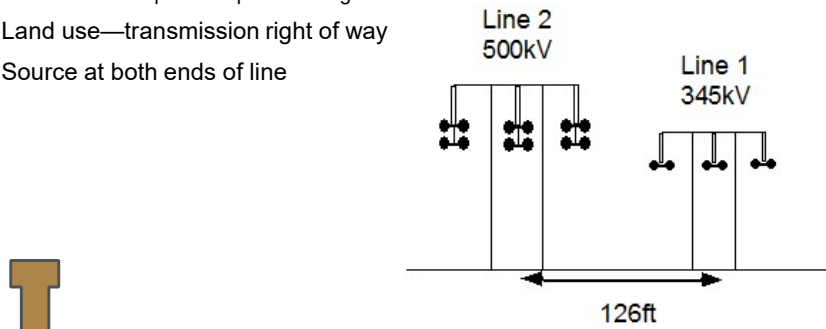 Land use—transmission right of way
Source at both ends of line
Line 2
500kV
Line 1
345kV
126ft